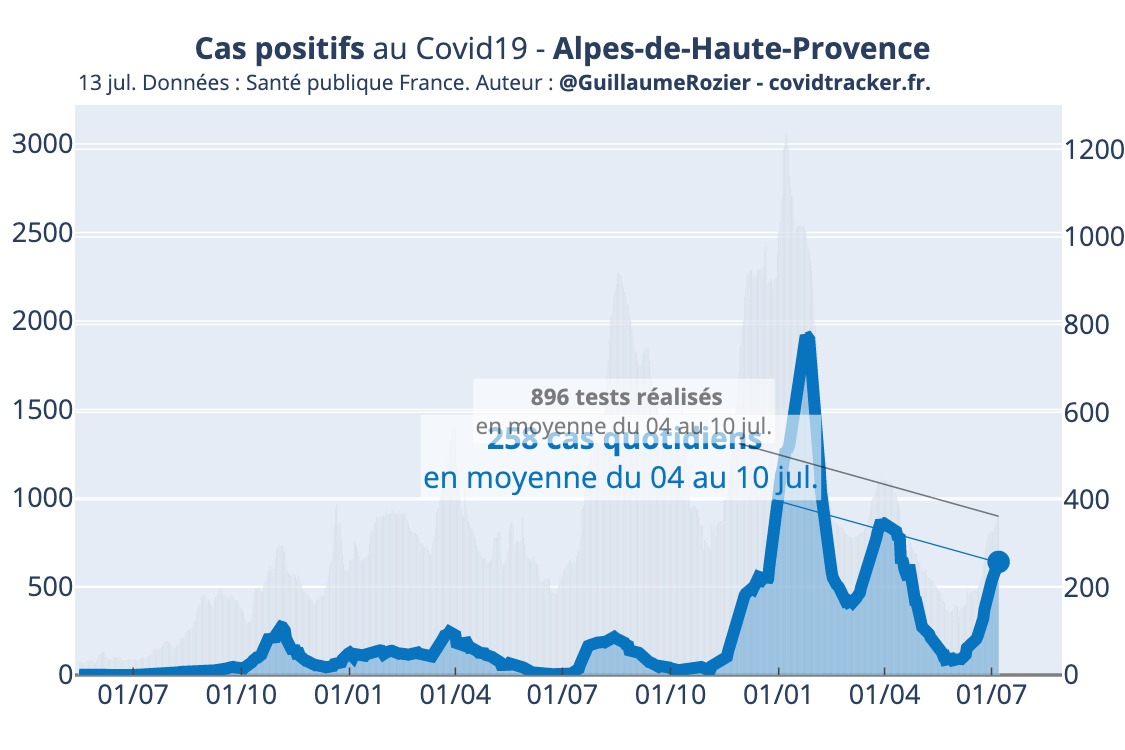 Cas positifs au Covid19 - Alpes-de-Haute-Provence
13 jul. Données : Santé publique France. Auteur : @GuillaumeRozier - covidtracker.fr.
3000
2500
2000
1500
1000
500
0
1200
1000
800
600
400
200
0
896 tests réalisés
en moyenne du 04 au 10 jul.
258 cas quotidiens
en moyenne du 04 au 10 jul.
01/07 01/10 01/01 01/04 01/07 01/10 01/01 01/04 01/07